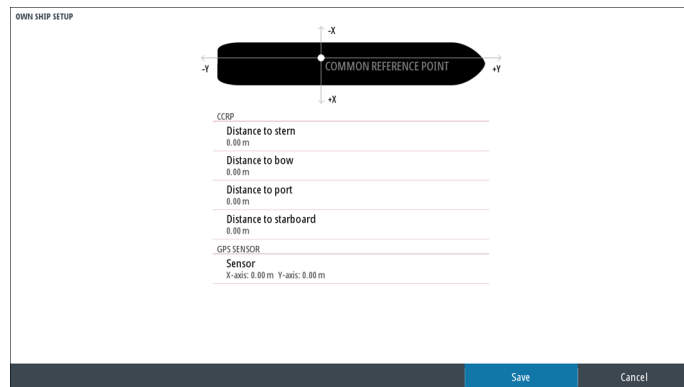 OWN SHIP SETUP
-X
-Y
COMMON REFERENCE POINT
+Y
+X
CCRP
Distance to stern
0.00 m
Distance to bow
0.00 m
Distance to port
0.00 m
Distance to starboard
0.00 m
GPS SENSOR
Sensor
X-axis: 0.00 m Y-axis: 0.00 m
Save
Cancel